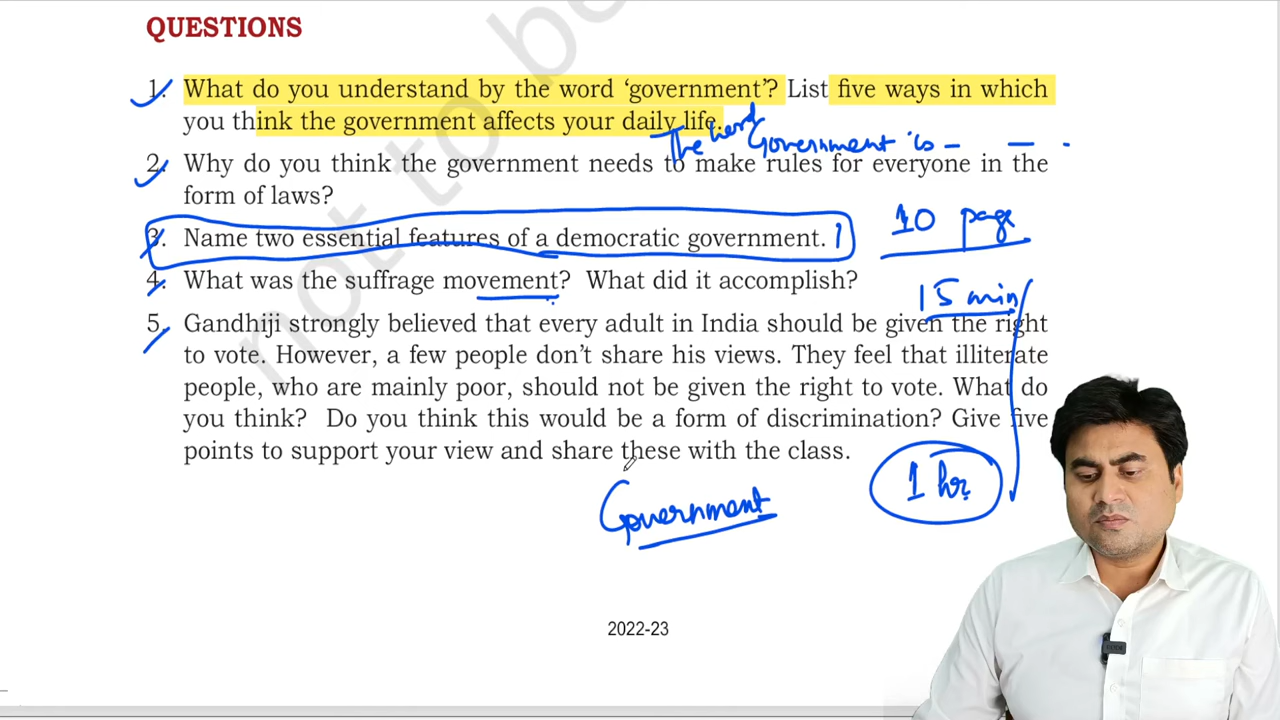 QUESTIONS
1. What do you understand by the word ‘government’? List five ways in which
you think the government affects your daily life.
The word Government is - — -
2. Why do you think the government needs to make rules for everyone in the
form of laws?
3. Name two essential features of a democratic government. 1
10 page
4. What was the suffrage movement? What did it accomplish?
15 min
5. Gandhiji strongly believed that every adult in India should be given the right
to vote. However, a few people don’t share his views. They feel that illiterate
people, who are mainly poor, should not be given the right to vote. What do
you think? Do you think this would be a form of discrimination? Give five
points to support your view and share these with the class.
1 hr
Government
2022-23